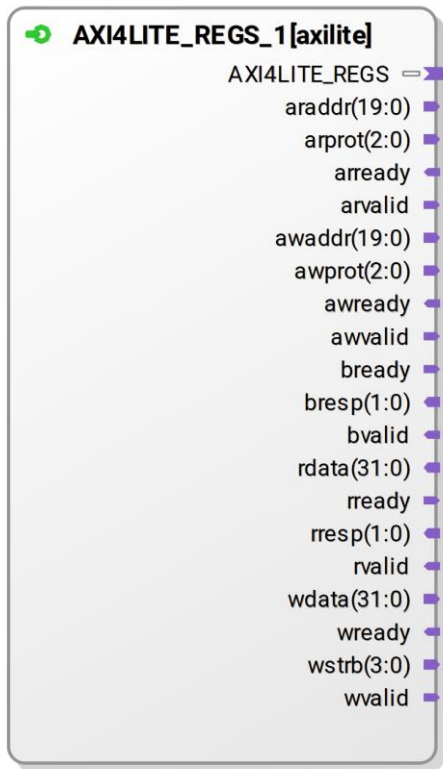 AXI4LITE_REGS_1[axilite]
AXI4LITE_REGS
araddr(19:0)
arprot(2:0)
arready
arvalid
awaddr(19:0)
awprot(2:0)
awready
awvalid
bready
bresp(1:0)
bvalid
rdata(31:0)
rready
rresp(1:0)
rvalid
wdata(31:0)
wready
wstrb(3:0)
wvalid